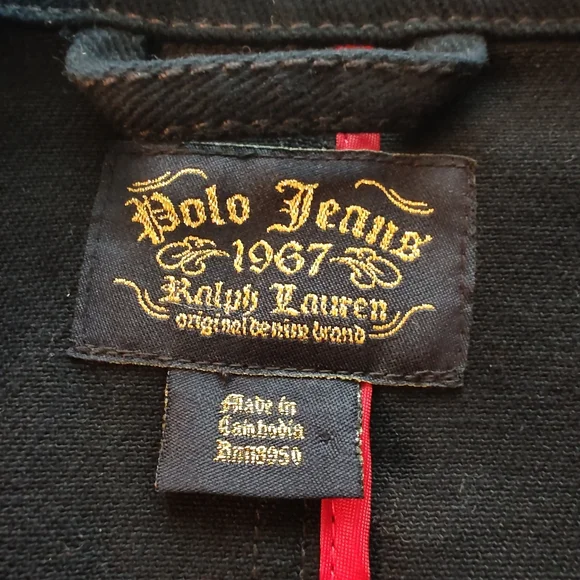 Polo Jeans
1967
Ralph Lauren
original denim brand
Made in
Cambodia